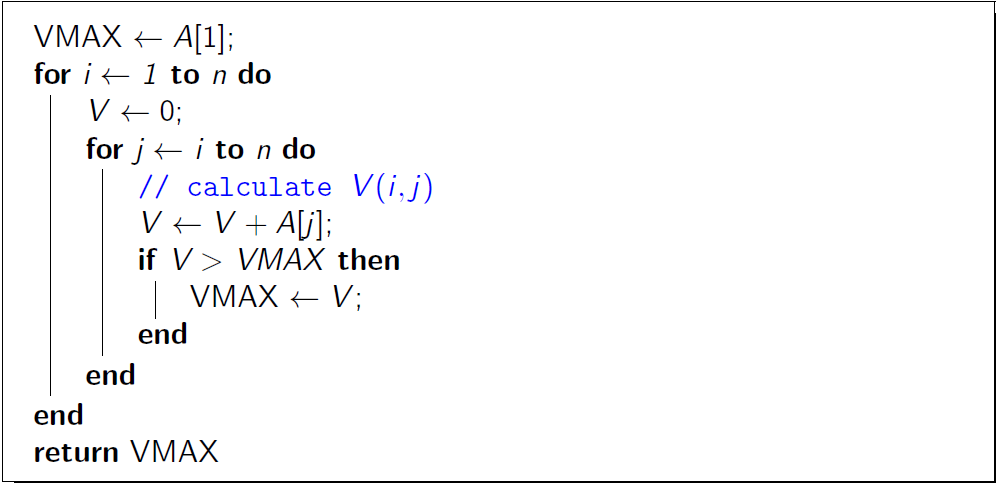 VMAX ← A[1];
for i ← 1 to n do
V ← 0;
for j ← i to n do
// calculate V(i,j)
V ← V + A[j];
if V > VMAX then
VMAX ← V;
end
end
end
return VMAX